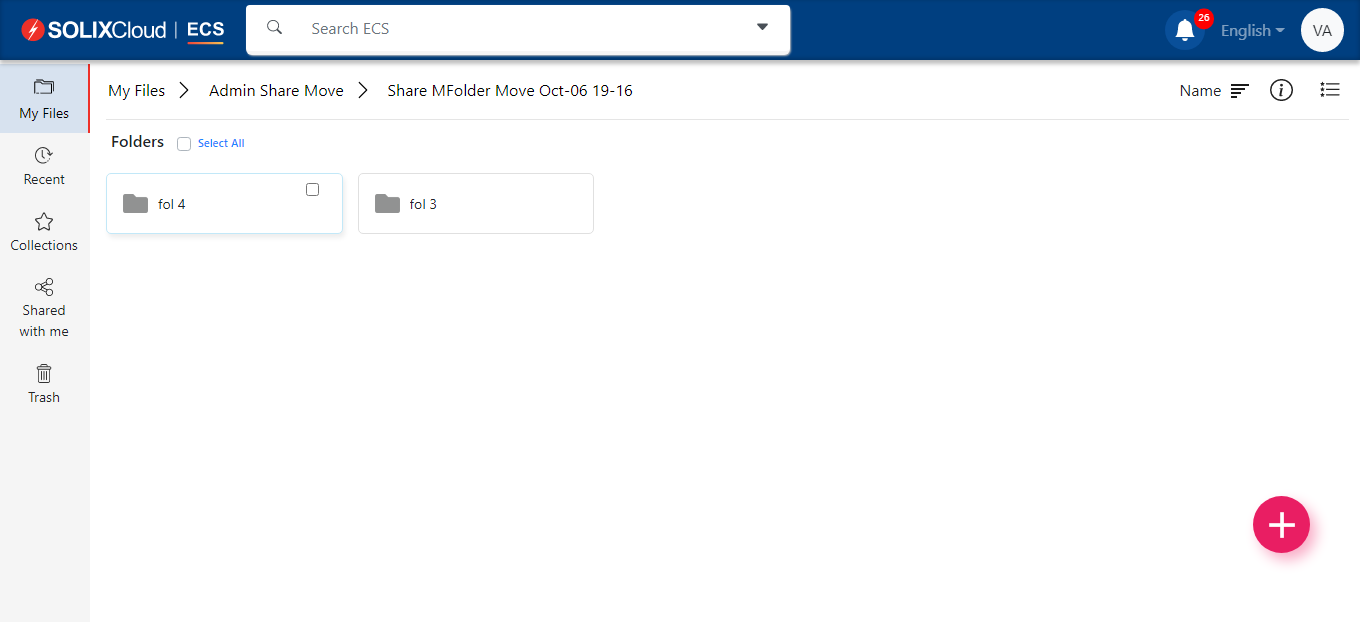 SOLIXCloud | ECS
Search ECS
26
English
VA
My Files
Admin Share Move
Share MFolder Move Oct-06 19-16
Name
My Files
Recent
Collections
Shared
with me
Trash
Folders
Select All
fol 4
fol 3